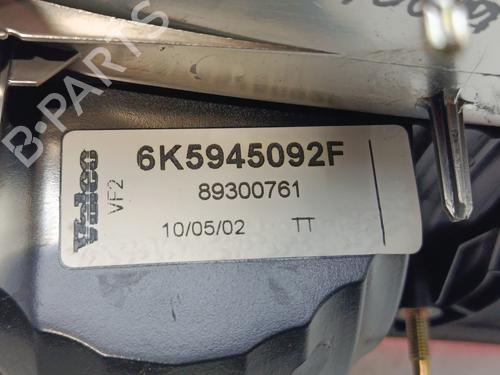 6K5945092F
Valeo
VF2
89300761
10/05/02 TT
B-PARTS